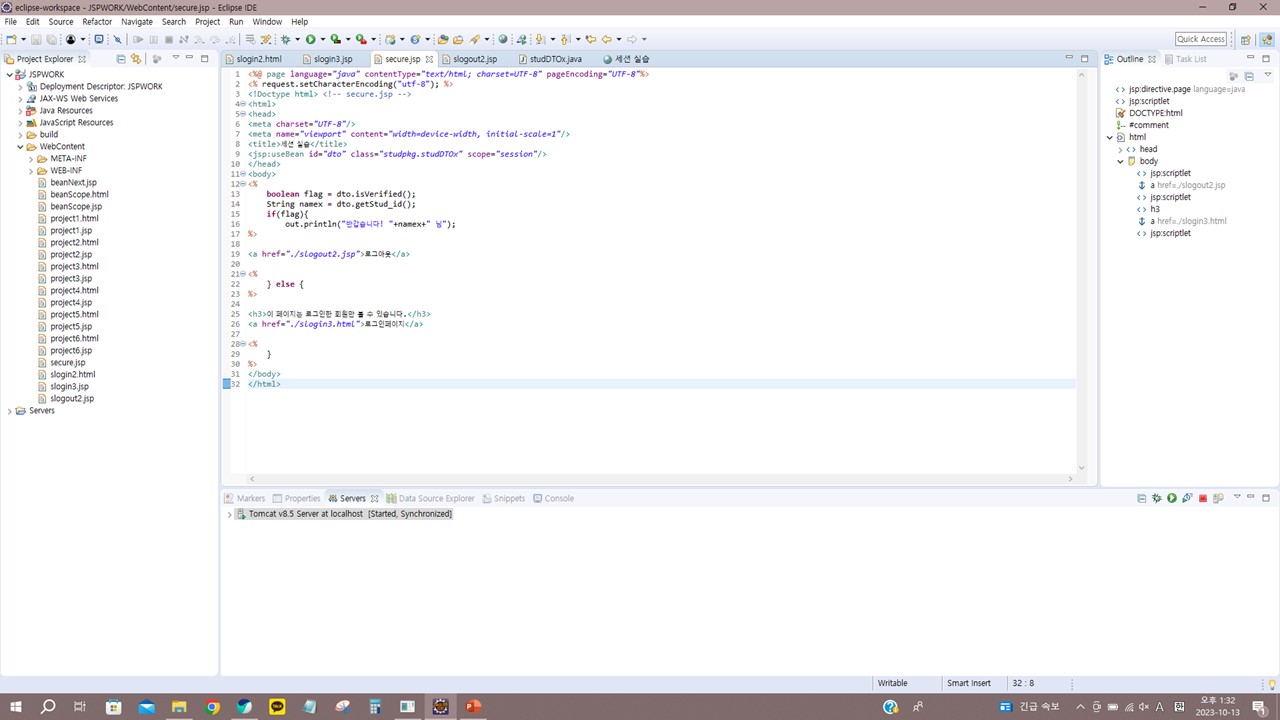 eclipse-workspace - JSPWORK/WebContent/secure.jsp - Eclipse IDE
File Edit Source Refactor Navigate Search Project Run Window Help
Quick Access
Project Explorer
JSPWORK
Deployment Descriptor: JSPWORK
JAX-WS Web Services
Java Resources
JavaScript Resources
build
WebContent
META-INF
WEB-INF
beanNext.jsp
beanScope.html
beanScope.jsp
project1.html
project1.jsp
project2.html
project2.jsp
project3.html
project3.jsp
project4.html
project4.jsp
project5.html
project5.jsp
project6.html
project6.jsp
secure.jsp
slogin2.html
slogin3.jsp
slogout2.jsp
Servers
slogin2.html slogin3.jsp secure.jsp slogout2.jsp studDTOx.java 세션 실습
1 <%@ page language="java" contentType="text/html; charset=UTF-8" pageEncoding="UTF-8"%>
2 <% request.setCharacterEncoding("utf-8"); %>
3 <!Doctype html> <!-- secure.jsp -->
4 <html>
5 <head>
6 <meta charset="UTF-8"/>
7 <meta name="viewport" content="width=device-width, initial-scale=1"/>
8 <title>세션 실습</title>
9 <jsp:useBean id="dto" class="studpkg.studDTOx" scope="session"/>
10 </head>
11 <body>
12 <%
13 boolean flag = dto.isVerified();
14 String namex = dto.getStud_id();
15 if(flag){
16 out.println("반갑습니다! "+namex+" 님");
17 %>
18
19 <a href="./slogout2.jsp">로그아웃</a>
20
21 <%
22 } else {
23 %>
24
25 <h3>이 페이지는 로그인한 회원만 볼 수 있습니다.</h3>
26 <a href="./slogin3.html">로그인페이지</a>
27
28 <%
29 }
30 %>
31 </body>
32 </html>
Outline Task List
jsp:directive.page language=java
jsp:scriptlet
DOCTYPE:html
#comment
html
head
body
jsp:scriptlet
a href=./slogout2.jsp
jsp:scriptlet
h3
a href=./slogin3.html
jsp:scriptlet
Markers Properties Servers Data Source Explorer Snippets Console
Tomcat v8.5 Server at localhost [Started, Synchronized]
Writable Smart Insert 32 : 8
긴급 속보 A 漢 오후 1:32
2023-10-13